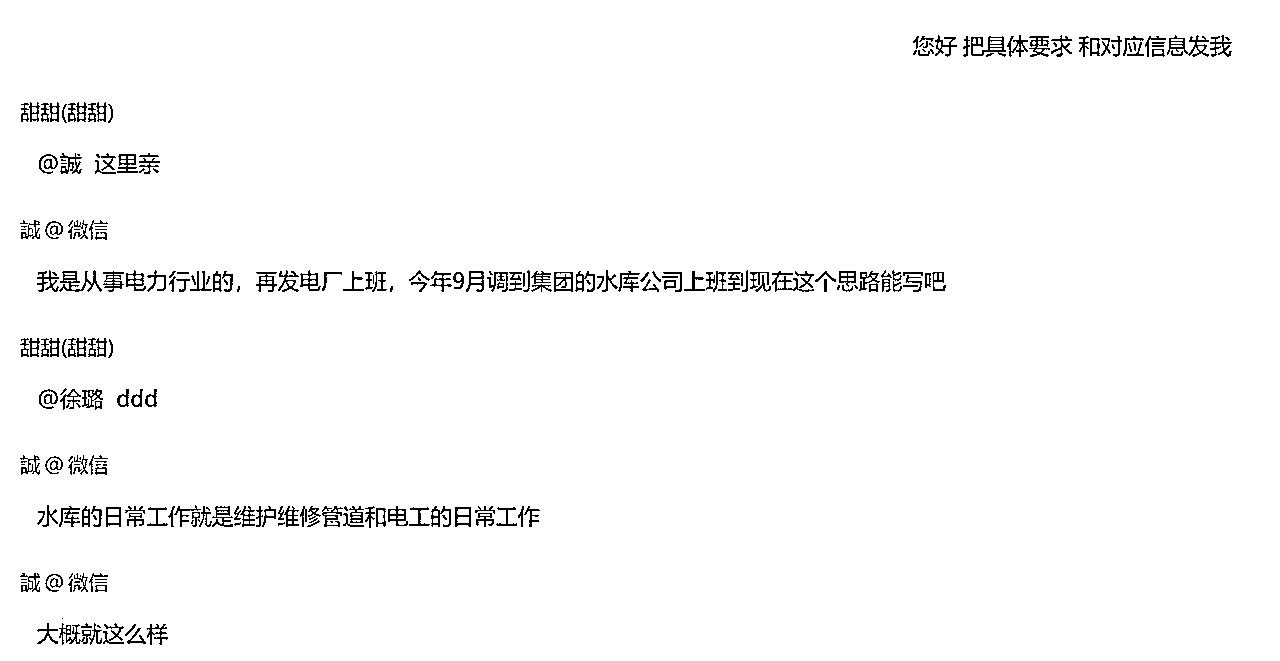 您好 把具体要求 和对应信息发我
甜甜(甜甜)
@誠 这里亲
誠@微信
我是从事电力行业的，再发电厂上班，今年9月调到集团的水库公司上班到现在这个思路能写吧
甜甜(甜甜)
@徐璐 ddd
誠@微信
水库的日常工作就是维护维修管道和电工的日常工作
誠@微信
大概就这么样